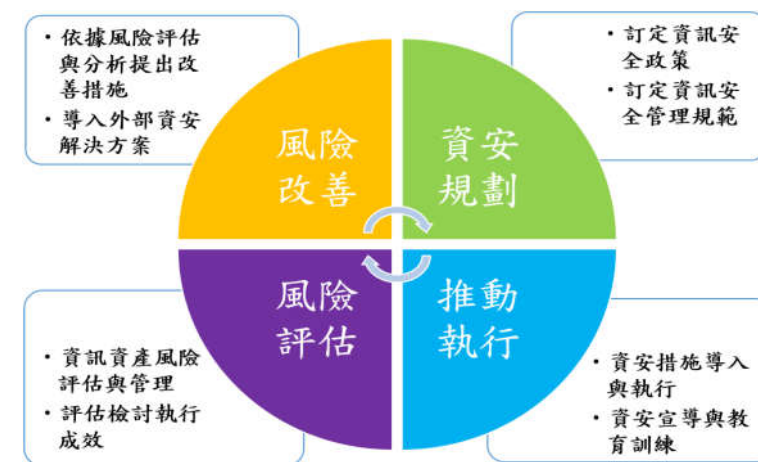 • 依據風險評估
與分析提出改
善措施
• 導入外部資安
解決方案
• 訂定資訊安
全政策
• 訂定資訊安
全管理規範
風險
改善
資安
規劃
風險
評估
推動
執行
• 資訊資產風險
評估與管理
• 評估檢討執行
成效
• 資安措施導入
與執行
• 資安宣導與教
育訓練